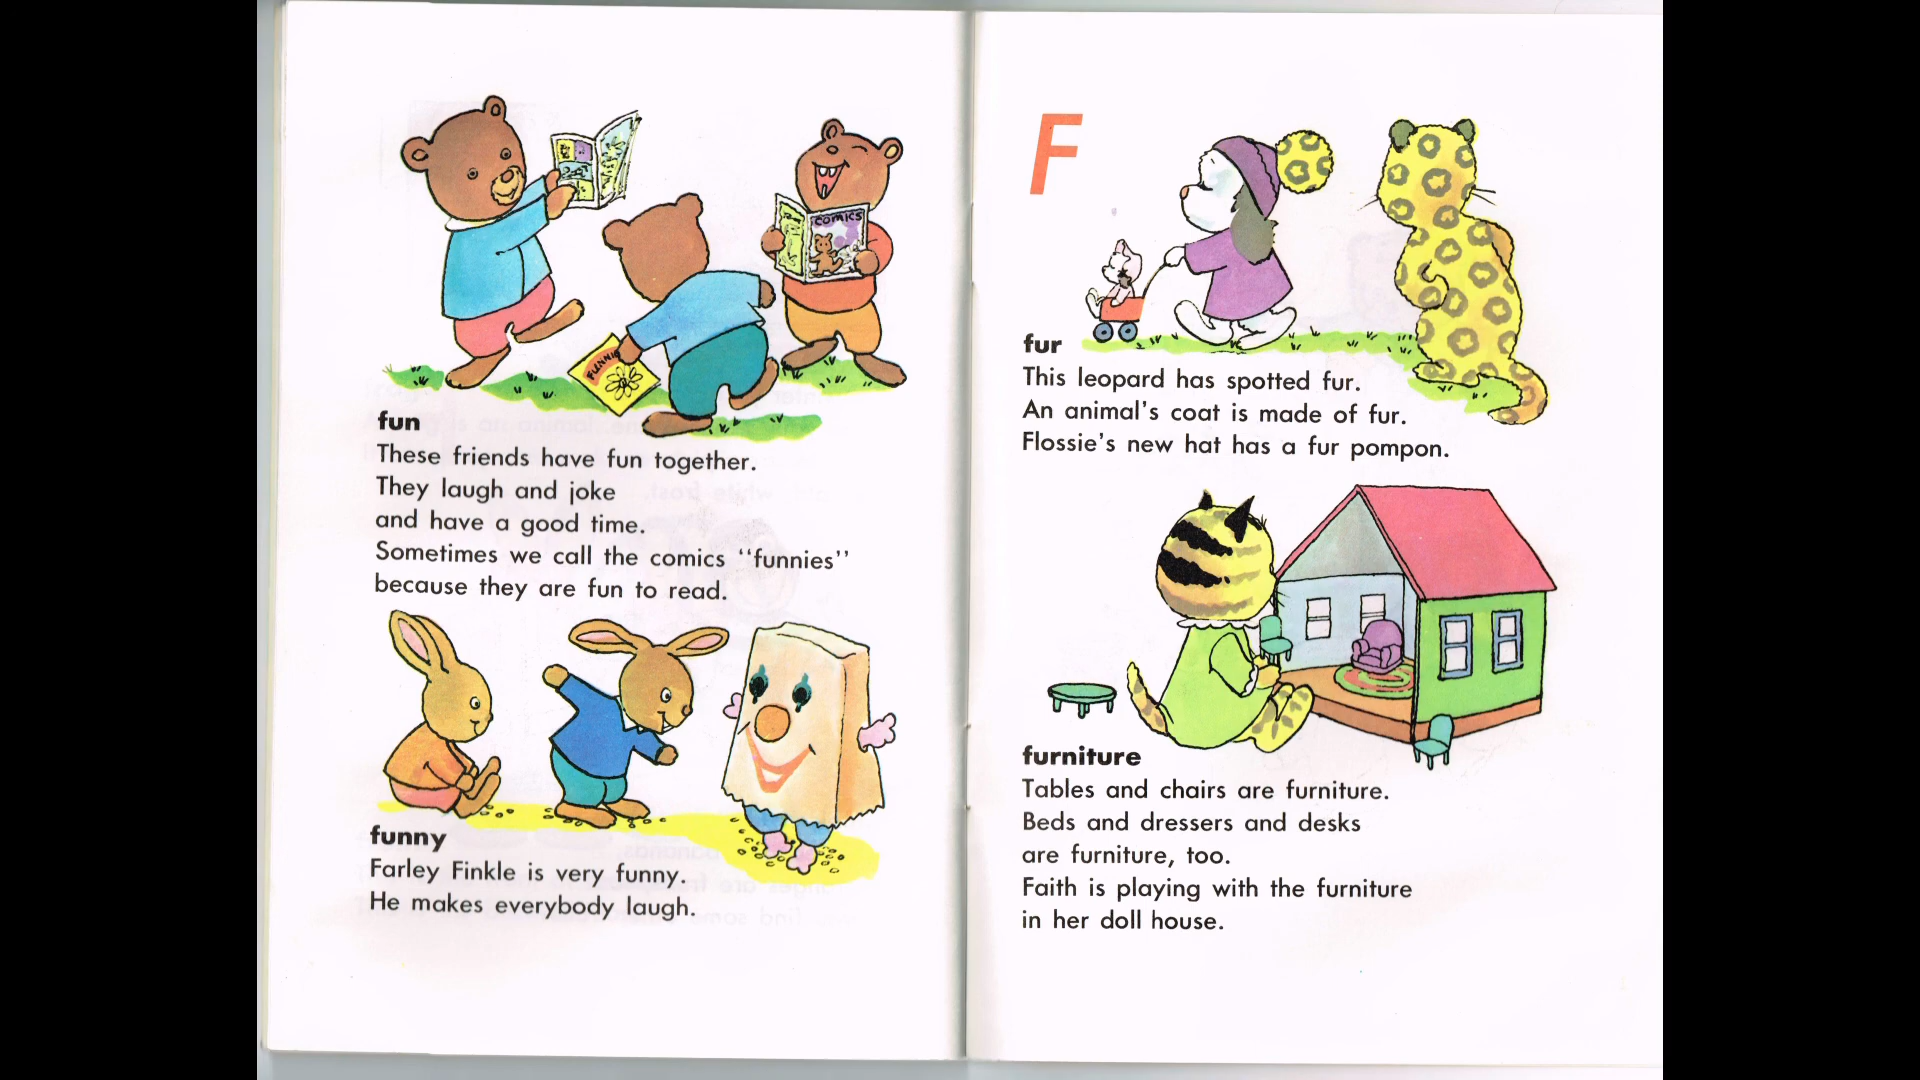 COMICS
FUNNIE
fun
These friends have fun together.
They laugh and joke
and have a good time.
Sometimes we call the comics "funnies"
because they are fun to read.
funny
Farley Finkle is very funny.
He makes everybody laugh.
F
fur
This leopard has spotted fur.
An animal's coat is made of fur.
Flossie's new hat has a fur pompon.
furniture
Tables and chairs are furniture.
Beds and dressers and desks
are furniture, too.
Faith is playing with the furniture
in her doll house.